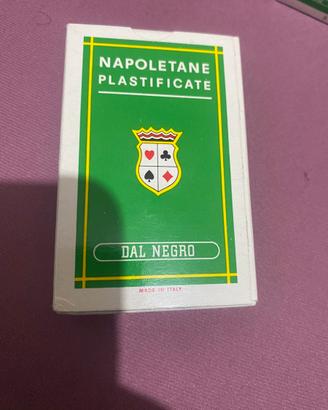 NAPOLETANE
PLASTIFICATE
DAL NEGRO
MADE IN ITALY